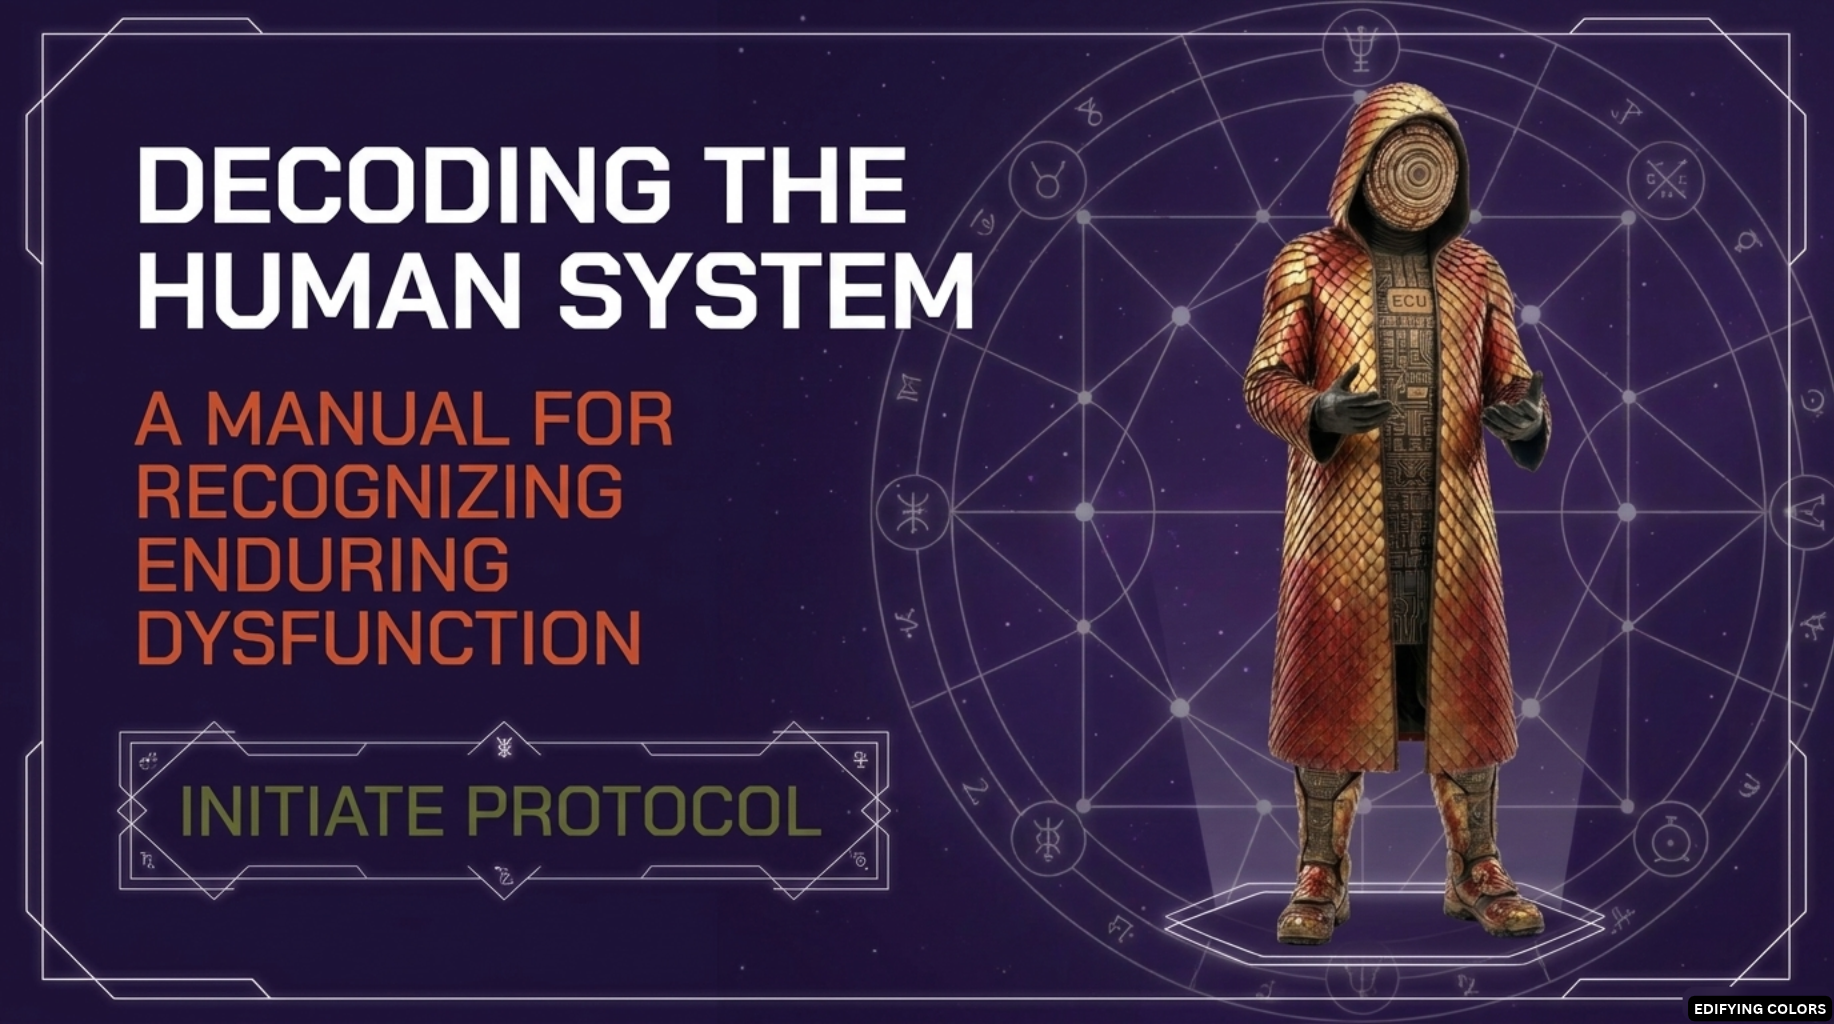 DECODING THE
HUMAN SYSTEM
A MANUAL FOR
RECOGNIZING
ENDURING
DYSFUNCTION
INITIATE PROTOCOL
ECU
EDIFYING COLORS